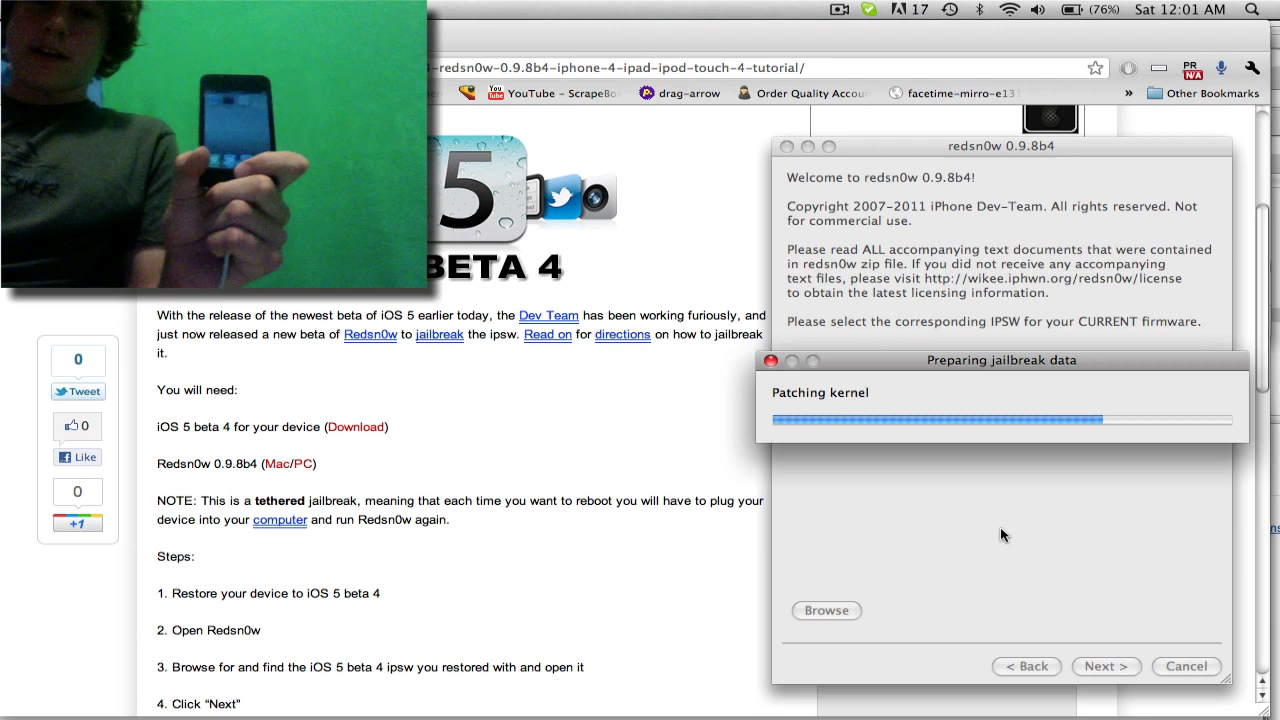 17
(76%)
Sat 12:01 AM
4-redsn0w-0.9.8b4-iphone-4-ipad-ipod-touch-4-tutorial/
PR
N/A
You
Tube
YouTube - ScrapeBo
drag-arrow
Order Quality Accou
facetime-mirro-e131
»
Other Bookmarks
5
BETA 4
With the release of the newest beta of iOS 5 earlier today, the Dev Team has been working furiously, and
just now released a new beta of Redsn0w to jailbreak the ipsw. Read on for directions on how to jailbreak
it.
You will need:
iOS 5 beta 4 for your device (Download)
Redsn0w 0.9.8b4 (Mac/PC)
NOTE: This is a tethered jailbreak, meaning that each time you want to reboot you will have to plug your
device into your computer and run Redsn0w again.
Steps:
1. Restore your device to iOS 5 beta 4
2. Open Redsn0w
3. Browse for and find the iOS 5 beta 4 ipsw you restored with and open it
4. Click “Next”
0
Tweet
0
Like
0
+1
redsn0w 0.9.8b4
Welcome to redsn0w 0.9.8b4!
Copyright 2007-2011 iPhone Dev-Team. All rights reserved. Not
for commercial use.
Please read ALL accompanying text documents that were contained
in redsn0w zip file. If you did not receive any accompanying
text files, please visit http://wikee.iphwn.org/redsn0w/license
to obtain the latest licensing information.
Please select the corresponding IPSW for your CURRENT firmware.
Preparing jailbreak data
Patching kernel
Browse
< Back
Next >
Cancel